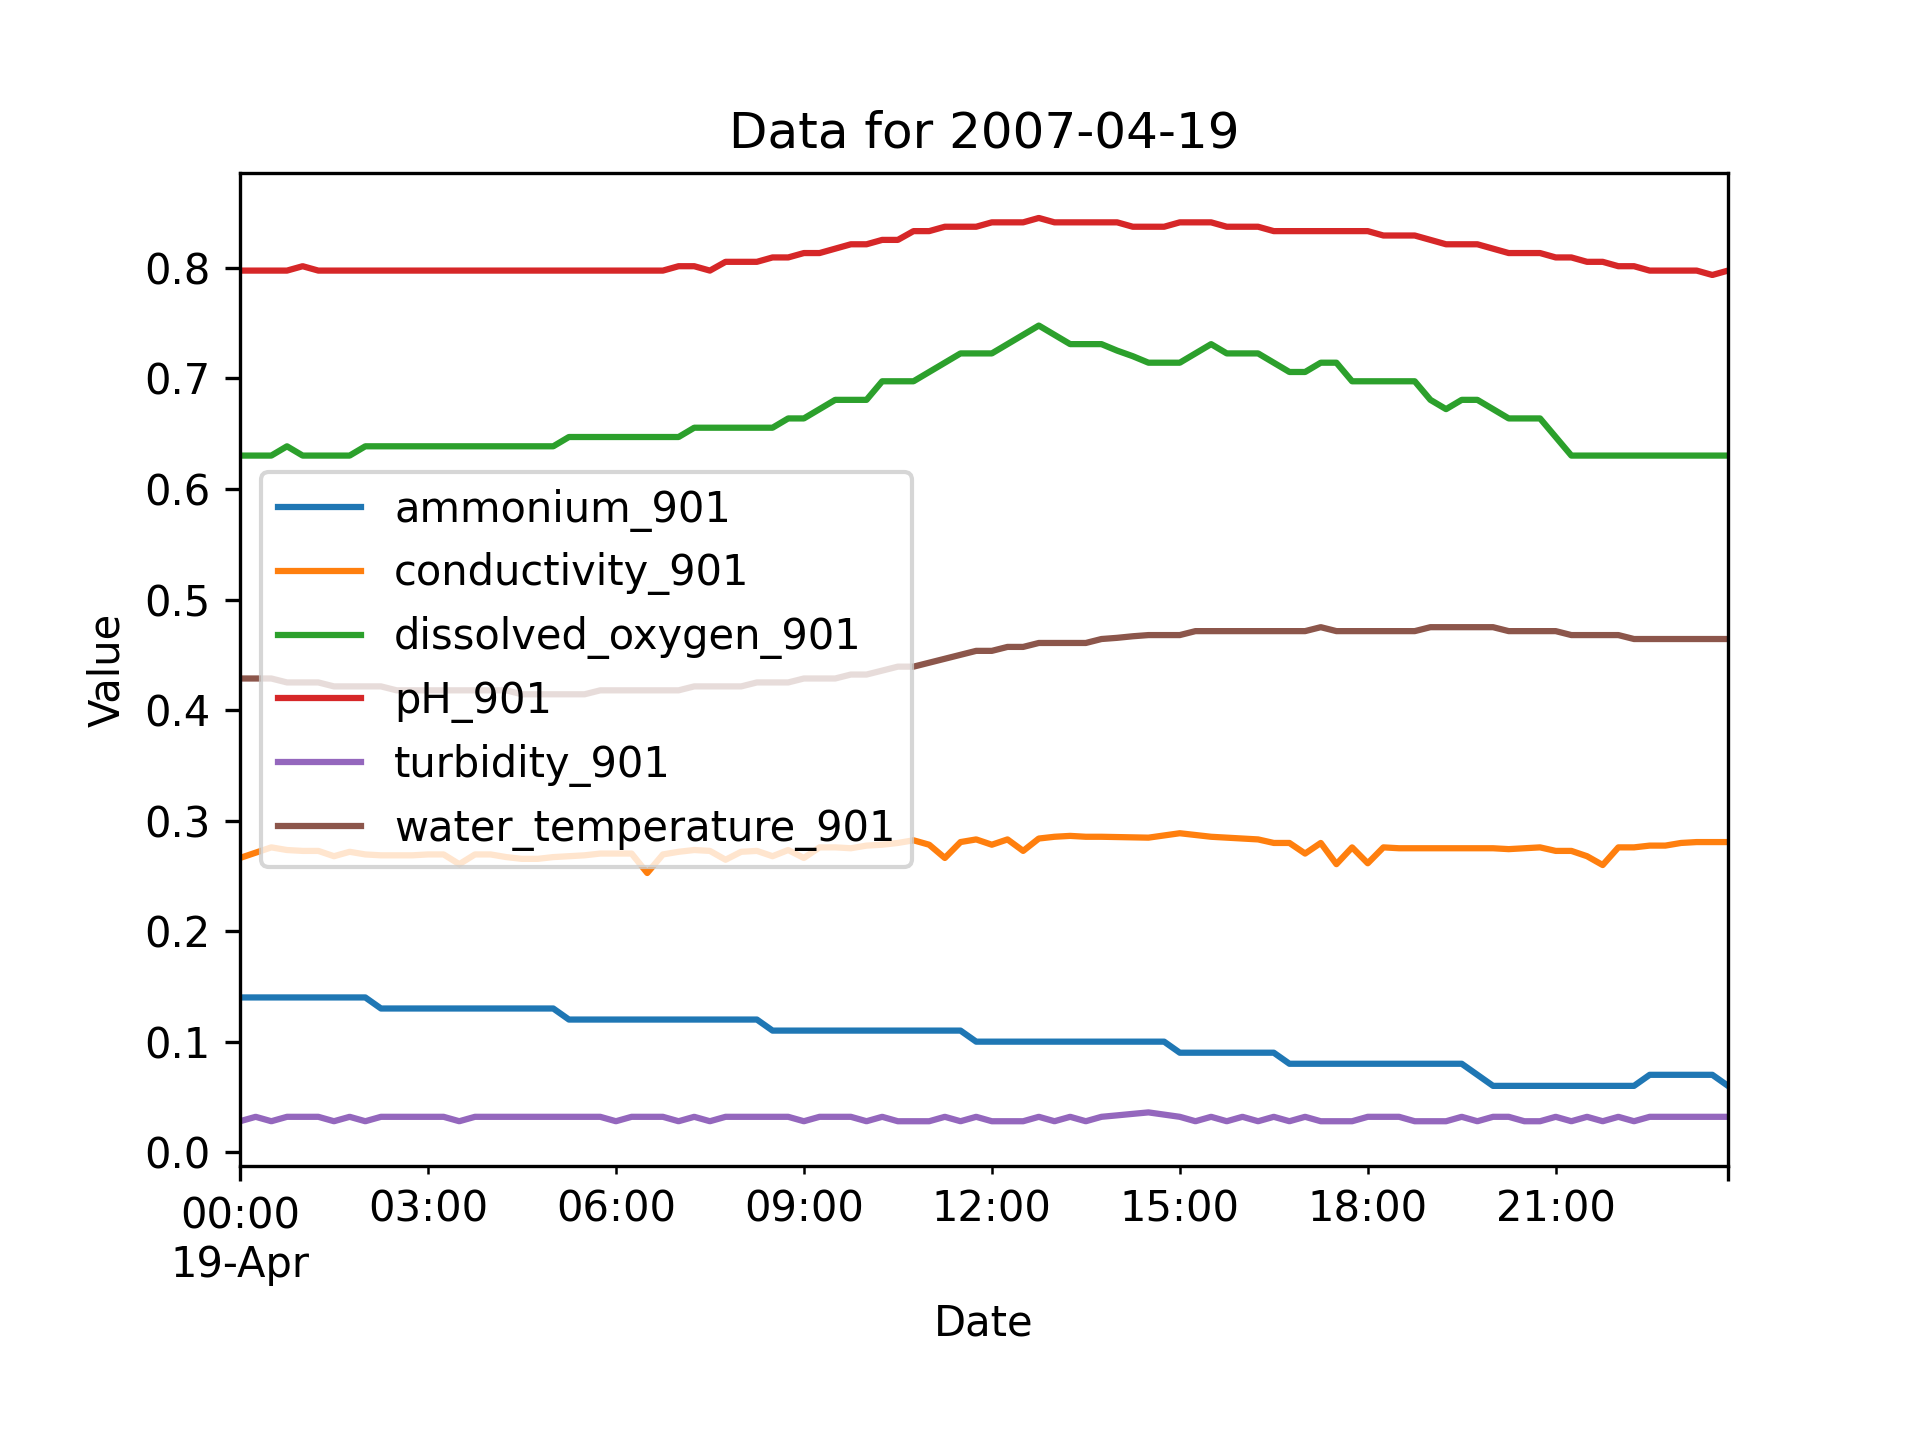 Data for 2007-04-19
Value
0.8
0.7
0.6
0.5
0.4
0.3
0.2
0.1
0.0
ammonium_901
conductivity_901
dissolved_oxygen_901
pH_901
turbidity_901
water_temperature_901
00:00 03:00 06:00 09:00 12:00 15:00 18:00 21:00
19-Apr
Date